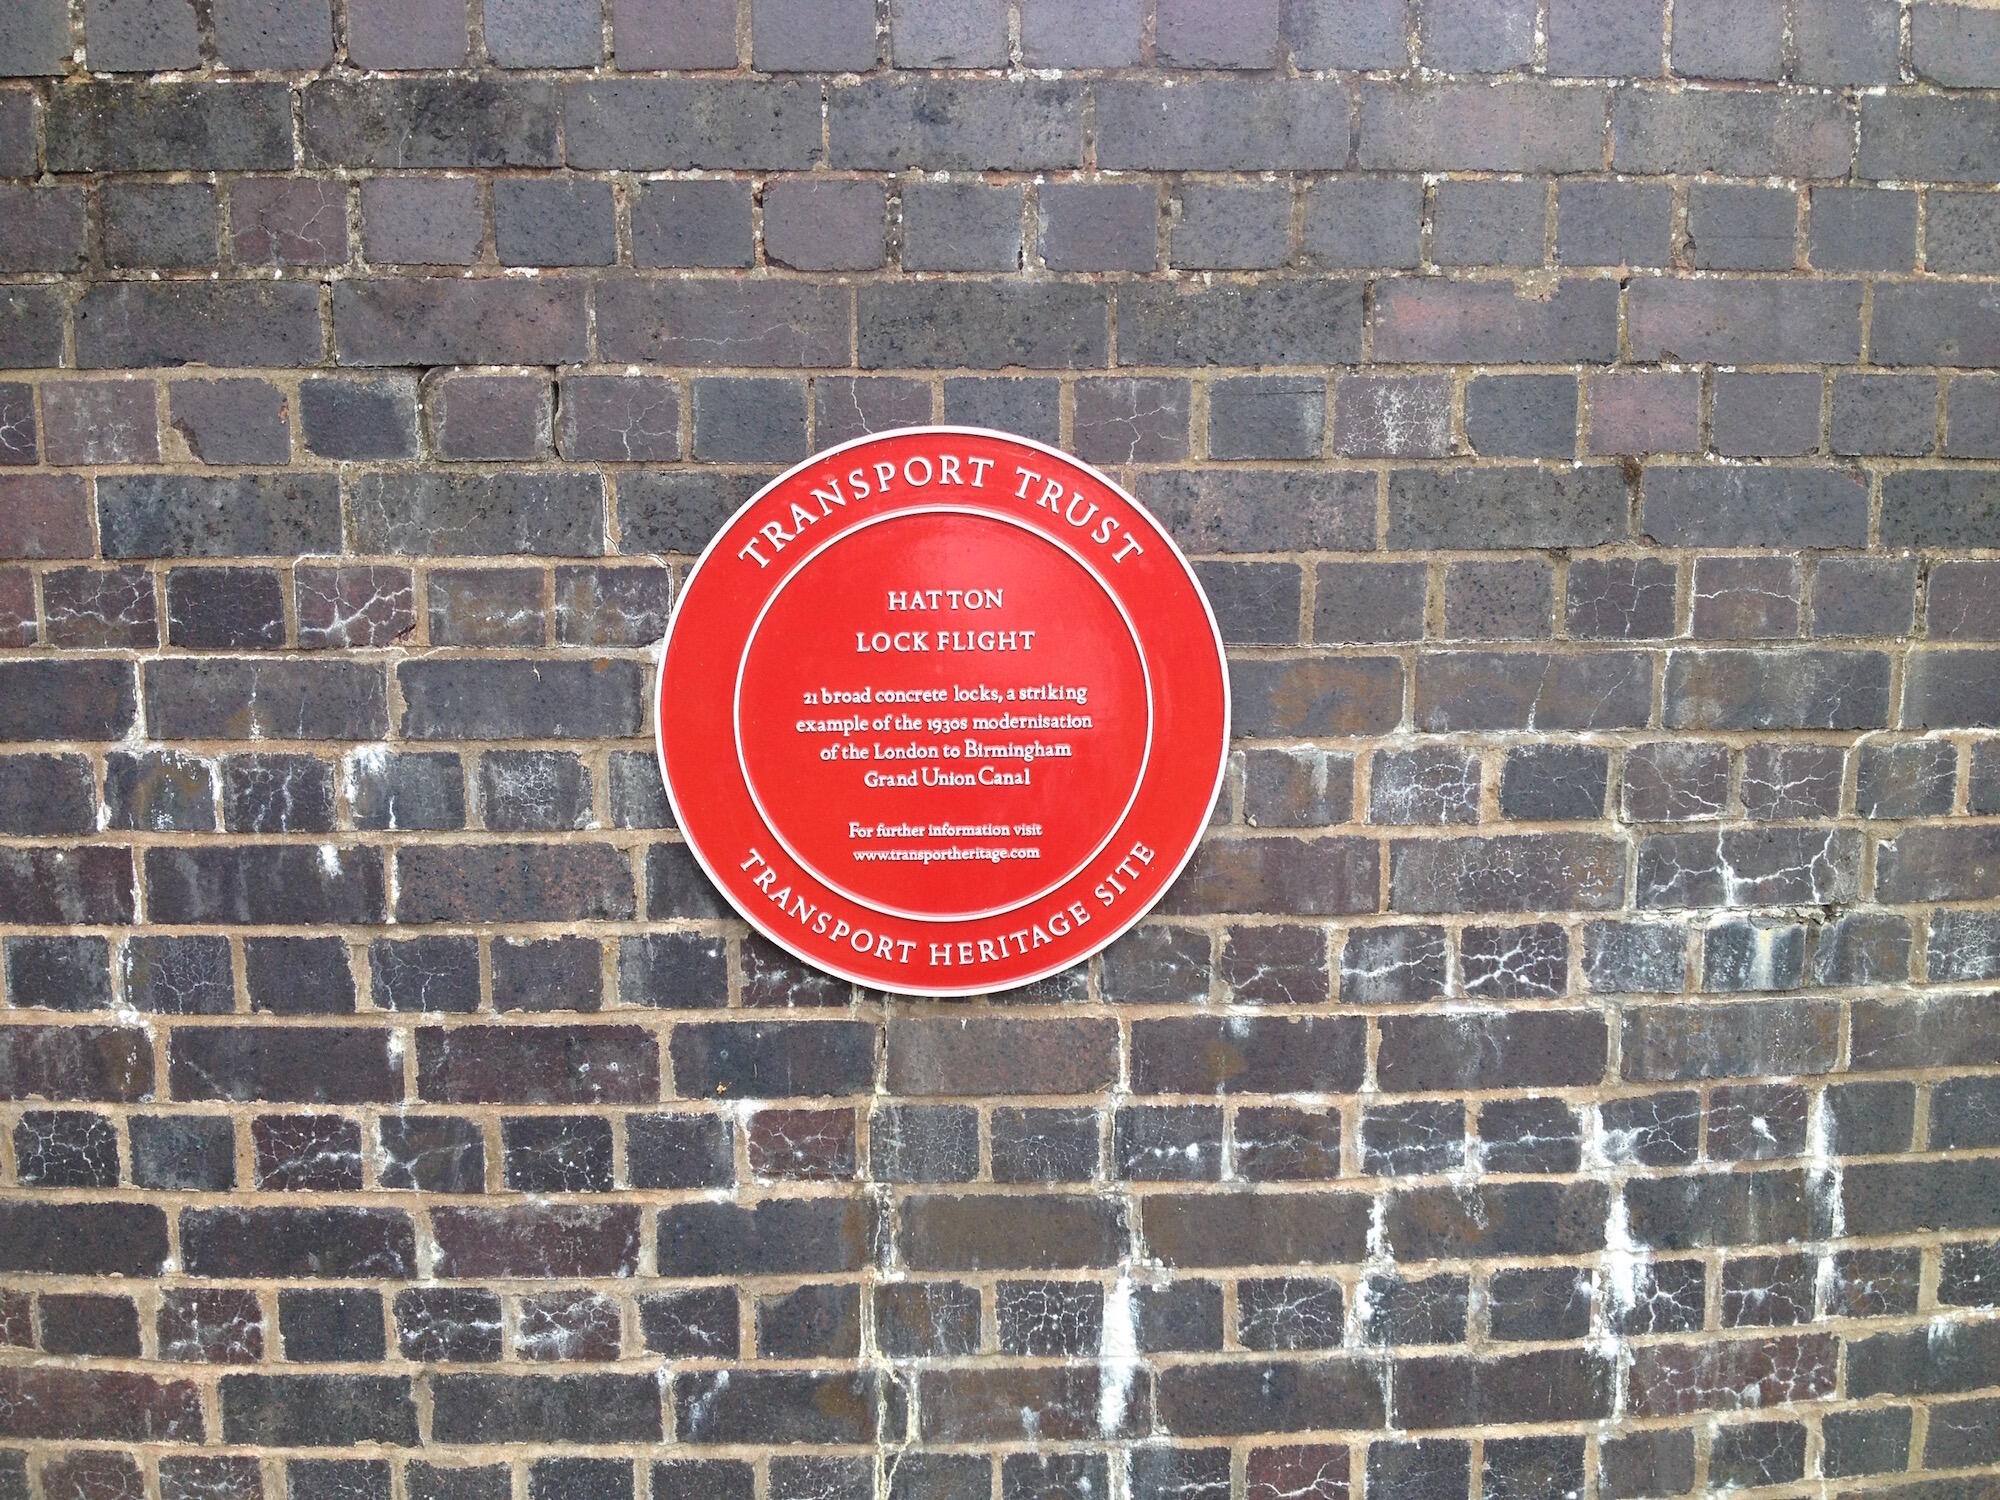 TRANSPORT TRUST
HATTON
LOCK FLIGHT
21 broad concrete locks, a striking
example of the 1930s modernisation
of the London to Birmingham
Grand Union Canal
For further information visit
www.transportheritage.com
TRANSPORT HERITAGE SITE